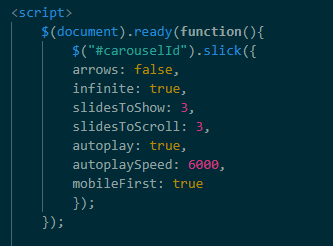 <script>
$(document).ready(function(){
$("#carouselId").slick({
arrows: false,
infinite: true,
slidesToShow: 3,
slidesToScroll: 3,
autoplay: true,
autoplaySpeed: 6000,
mobileFirst: true
});
});